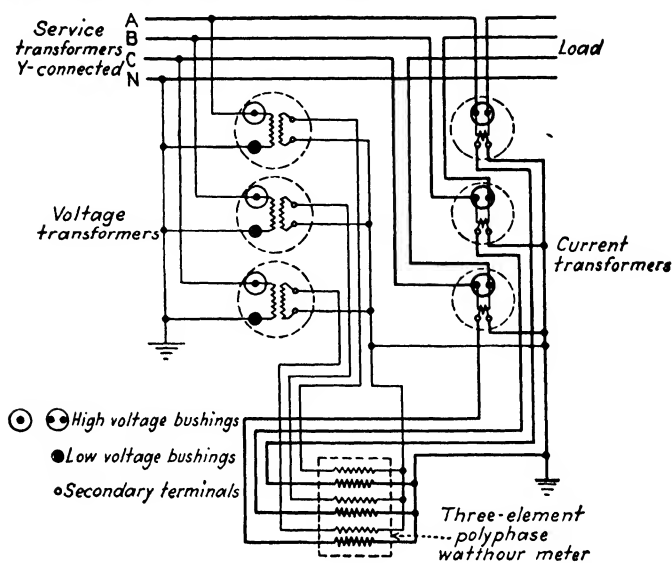 Service
transformers
Y-connected
A
B
C
N
Load
Voltage
transformers
Current
transformers
High voltage bushings
Low voltage bushings
Secondary terminals
Three-element
polyphase
watthour meter